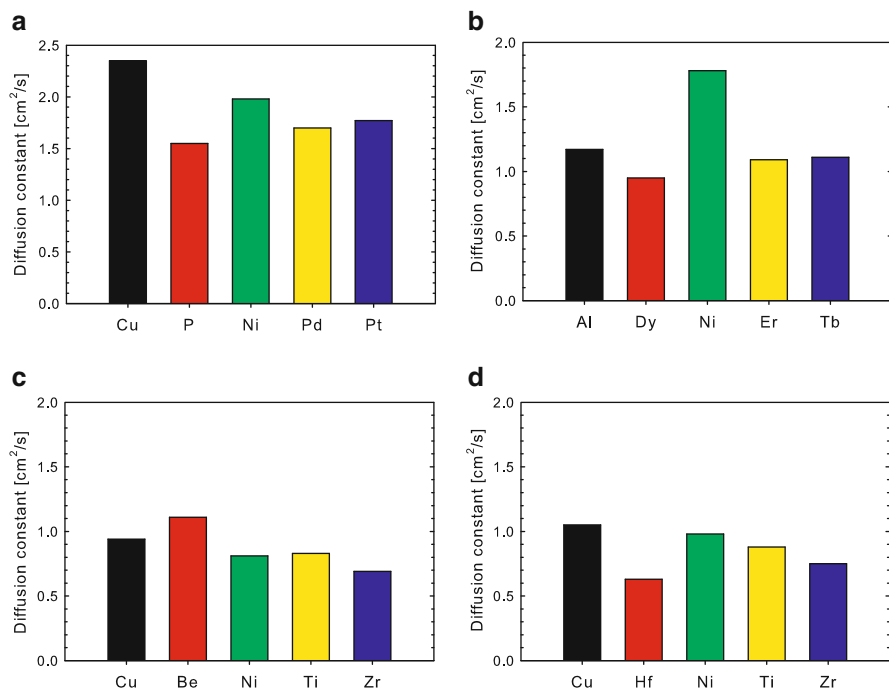 a
Diffusion constant [cm²/s]
2.5
2.0
1.5
1.0
0.5
0.0
Cu P Ni Pd Pt
b
Diffusion constant [cm²/s]
2.0
1.5
1.0
0.5
0.0
Al Dy Ni Er Tb
c
Diffusion constant [cm²/s]
2.0
1.5
1.0
0.5
0.0
Cu Be Ni Ti Zr
d
Diffusion constant [cm²/s]
2.0
1.5
1.0
0.5
0.0
Cu Hf Ni Ti Zr